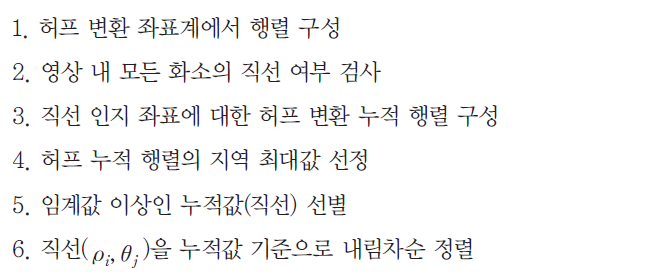 1. 허프 변환 좌표계에서 행렬 구성
2. 영상 내 모든 화소의 직선 여부 검사
3. 직선 인지 좌표에 대한 허프 변환 누적 행렬 구성
4. 허프 누적 행렬의 지역 최대값 선정
5. 임계값 이상인 누적값(직선) 선별
6. 직선(ρᵢ, θⱼ)을 누적값 기준으로 내림차순 정렬